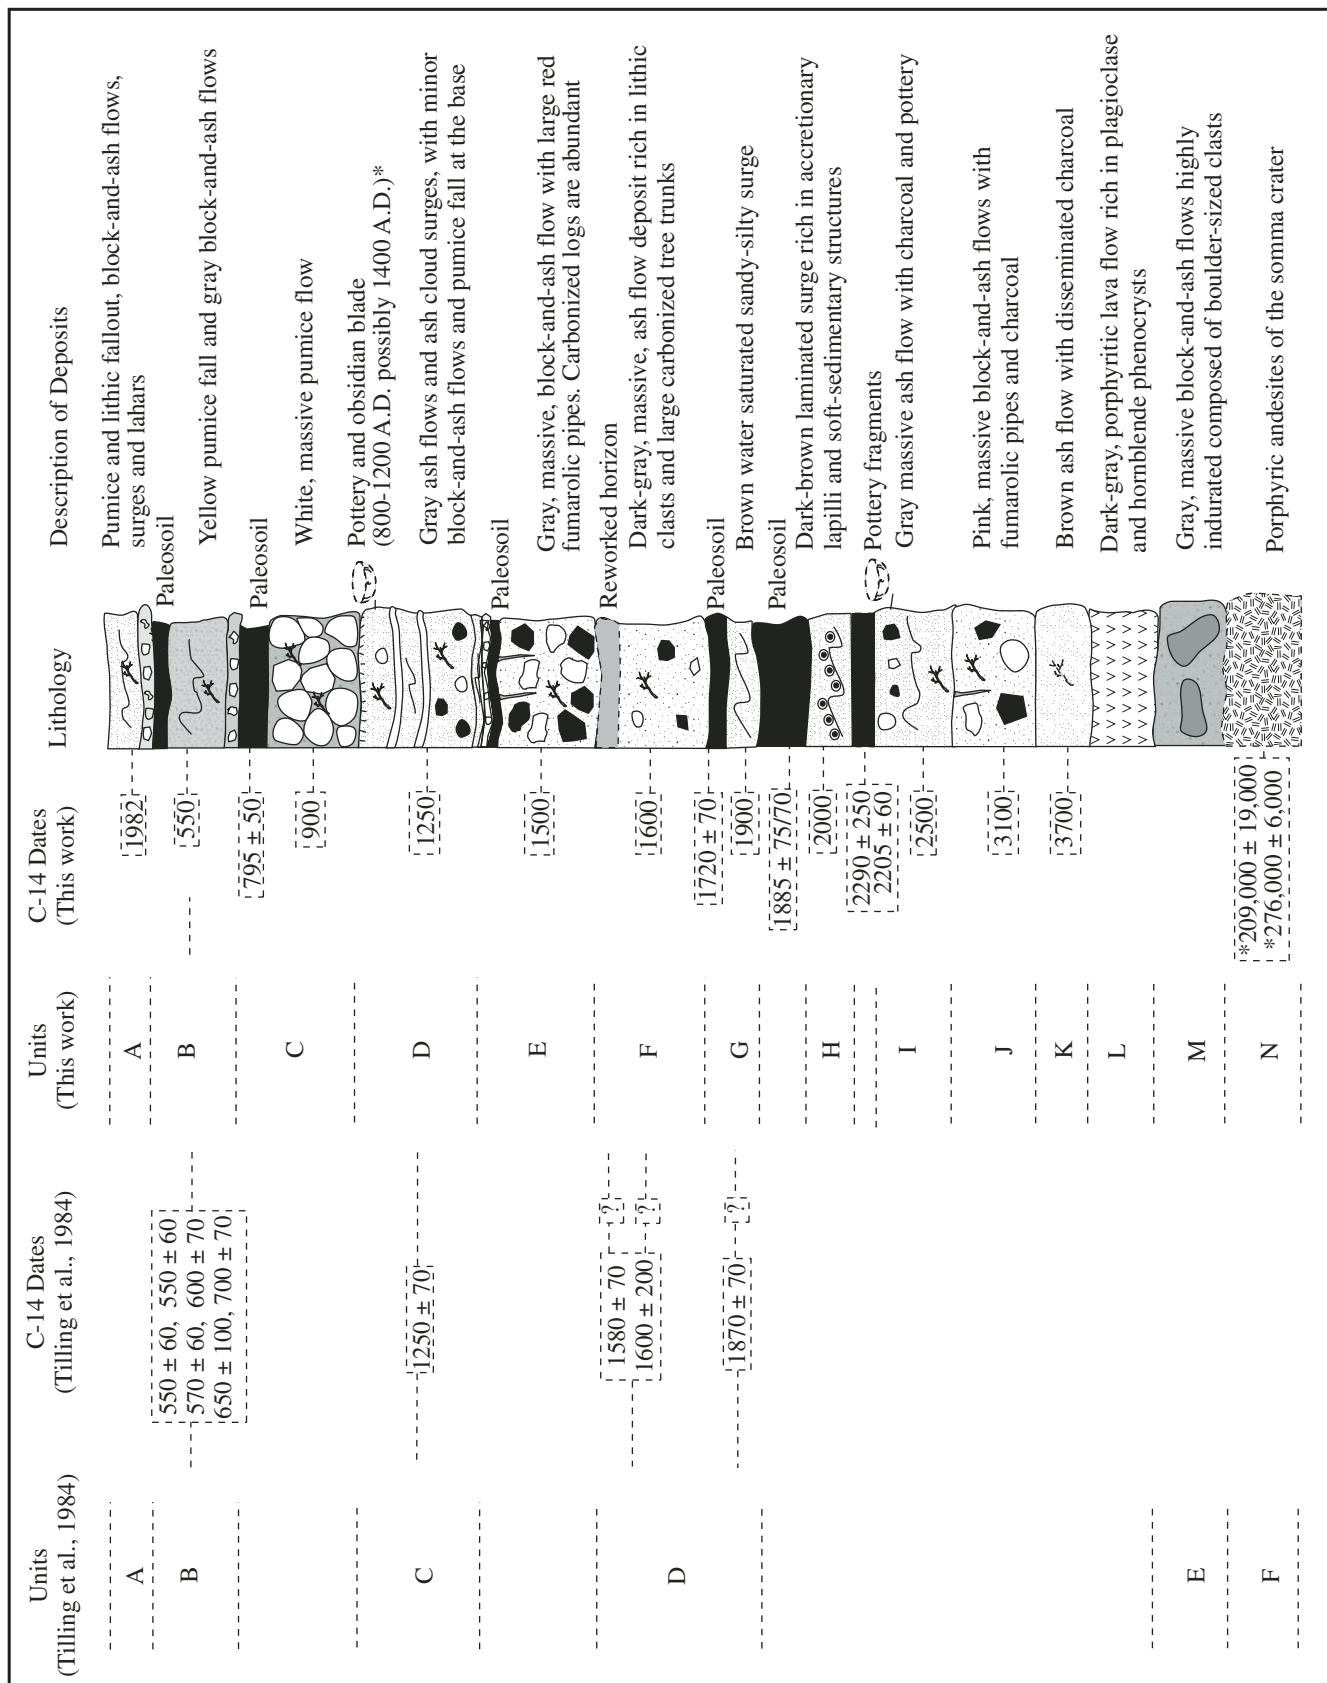 Units
(Tilling et al., 1984)
C-14 Dates
(Tilling et al., 1984)
Units
(This work)
C-14 Dates
(This work)
Lithology
Description of Deposits
A
A
1982
Pumice and lithic fallout, block-and-ash flows,
surges and lahars
Paleosoil
B
550 ± 60, 550 ± 60
570 ± 60, 600 ± 70
650 ± 100, 700 ± 70
B
550
Yellow pumice fall and gray block-and-ash flows
795 ± 50
Paleosoil
C
900
White, massive pumice flow
Pottery and obsidian blade
(800-1200 A.D. possibly 1400 A.D.)*
C
1250 ± 70
D
1250
Gray ash flows and ash cloud surges, with minor
block-and-ash flows and pumice fall at the base
Paleosoil
E
1500
Gray, massive, block-and-ash flow with large red
fumarolic pipes. Carbonized logs are abundant
Reworked horizon
D
1580 ± 70
?
1600 ± 200
?
F
1600
Dark-gray, massive, ash flow deposit rich in lithic
clasts and large carbonized tree trunks
1720 ± 70
Paleosoil
1870 ± 70
?
G
1900
Brown water saturated sandy-silty surge
1885 ± 75/70
Paleosoil
H
2000
Dark-brown laminated surge rich in accretionary
lapilli and soft-sedimentary structures
2290 ± 250
2205 ± 60
Pottery fragments
I
2500
Gray massive ash flow with charcoal and pottery
J
3100
Pink, massive block-and-ash flows with
fumarolic pipes and charcoal
K
3700
Brown ash flow with disseminated charcoal
L
Dark-gray, porphyritic lava flow rich in plagioclase
and hornblende phenocrysts
E
M
Gray, massive block-and-ash flows highly
indurated composed of boulder-sized clasts
F
N
*209,000 ± 19,000
*276,000 ± 6,000
Porphyric andesites of the somma crater